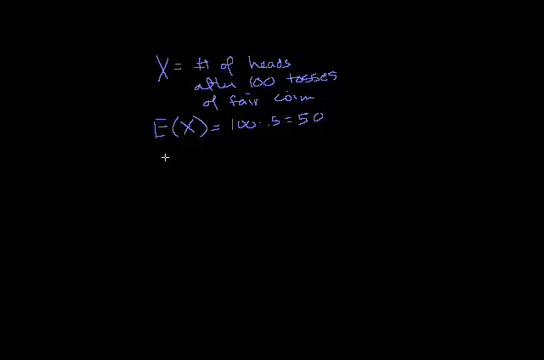 X = # of heads
after 100 tosses
of fair coin
E(X) = 100 · .5 = 50